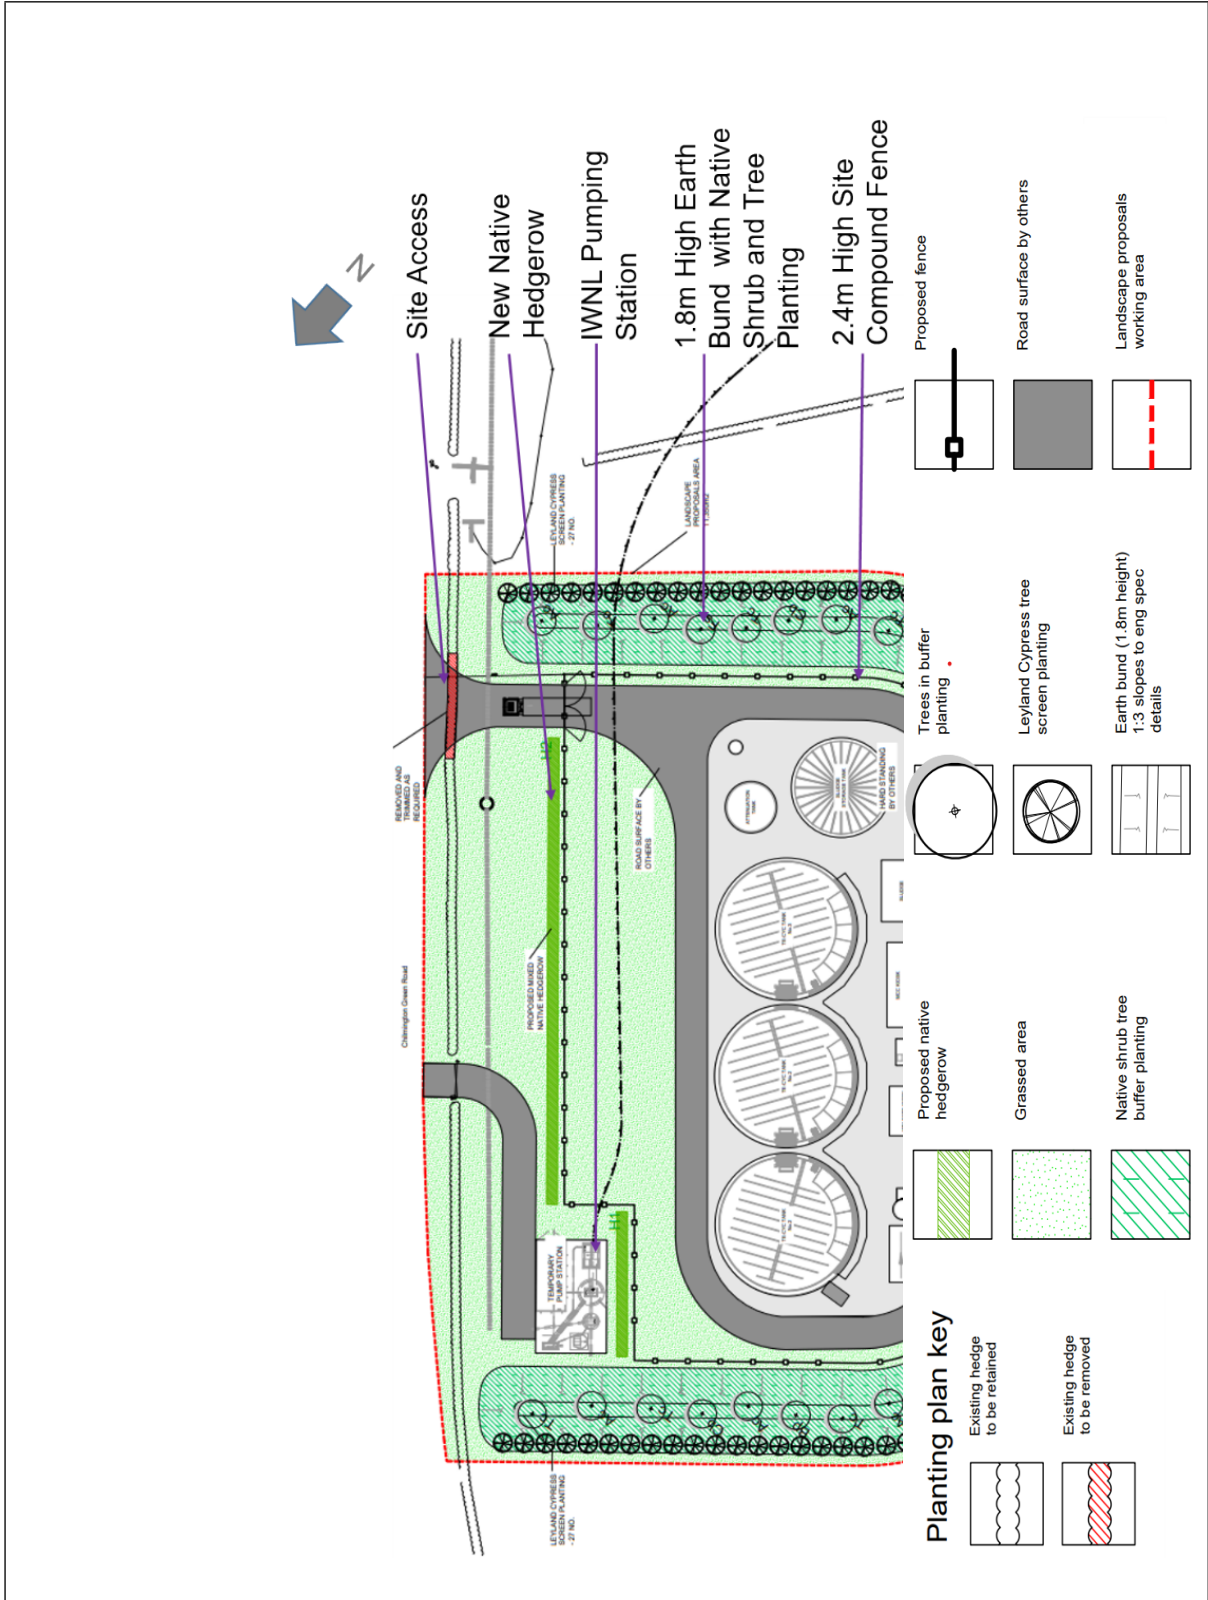 N
Site Access
New Native
Hedgerow
IWNL Pumping
Station
1.8m High Earth
Bund with Native
Shrub and Tree
Planting
2.4m High Site
Compound Fence
REMOVED AND
TRIMMED AS
REQUIRED
Chilmington Green Road
LEYLAND CYPRESS
SCREEN PLANTING
- 27 NO.
LANDSCAPE
PROPOSALS AREA
H2
PROPOSED MIXED
NATIVE HEDGEROW
ROAD SURFACE BY
OTHERS
ATTENUATION
TANK
SLUDGE
STORAGE TANK
HARD STANDING
BY OTHERS
H1
TEMPORARY
PUMP STATION
LEYLAND CYPRESS
SCREEN PLANTING
- 27 NO.
Planting plan key
Existing hedge
to be retained
Existing hedge
to be removed
Proposed native
hedgerow
Grassed area
Native shrub tree
buffer planting
Trees in buffer
planting
Leyland Cypress tree
screen planting
Earth bund (1.8m height)
1:3 slopes to eng spec
details
Proposed fence
Road surface by others
Landscape proposals
working area